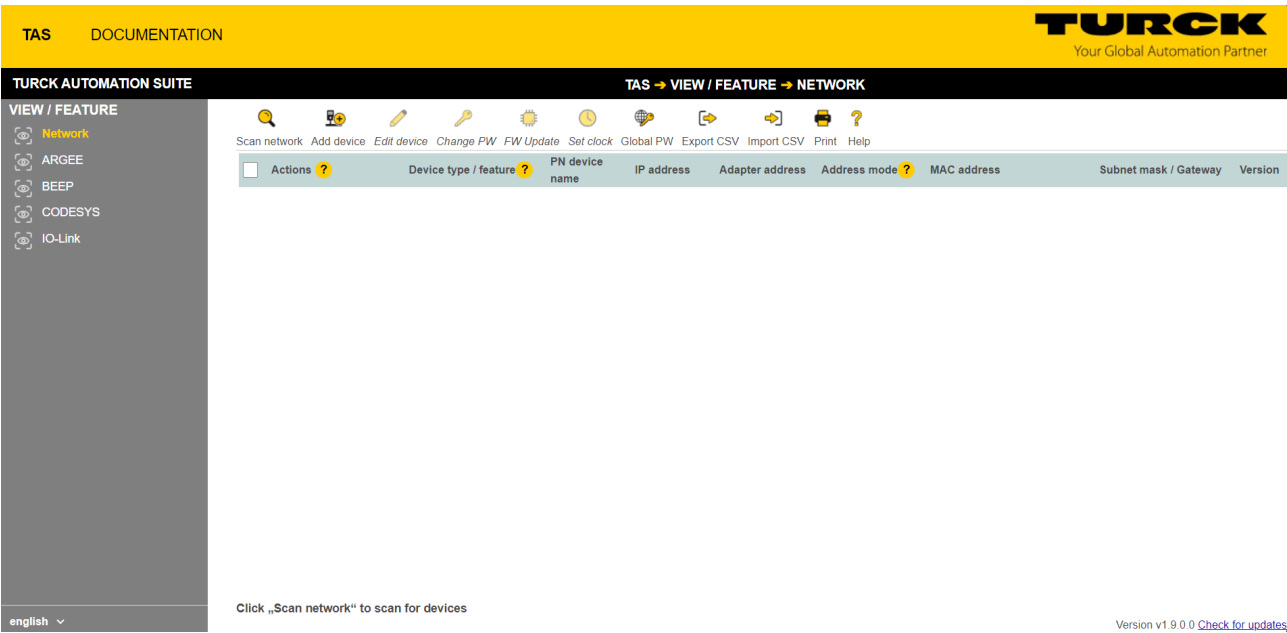 TAS DOCUMENTATION
TURCK
Your Global Automation Partner
TURCK AUTOMATION SUITE
TAS ➔ VIEW / FEATURE ➔ NETWORK
VIEW / FEATURE
Network
ARGEE
BEEP
CODESYS
IO-Link
Scan network Add device Edit device Change PW FW Update Set clock Global PW Export CSV Import CSV Print Help
Actions ? Device type / feature ? PN device name IP address Adapter address Address mode ? MAC address Subnet mask / Gateway Version
Click „Scan network“ to scan for devices
english
Version v1.9.0.0 Check for updates